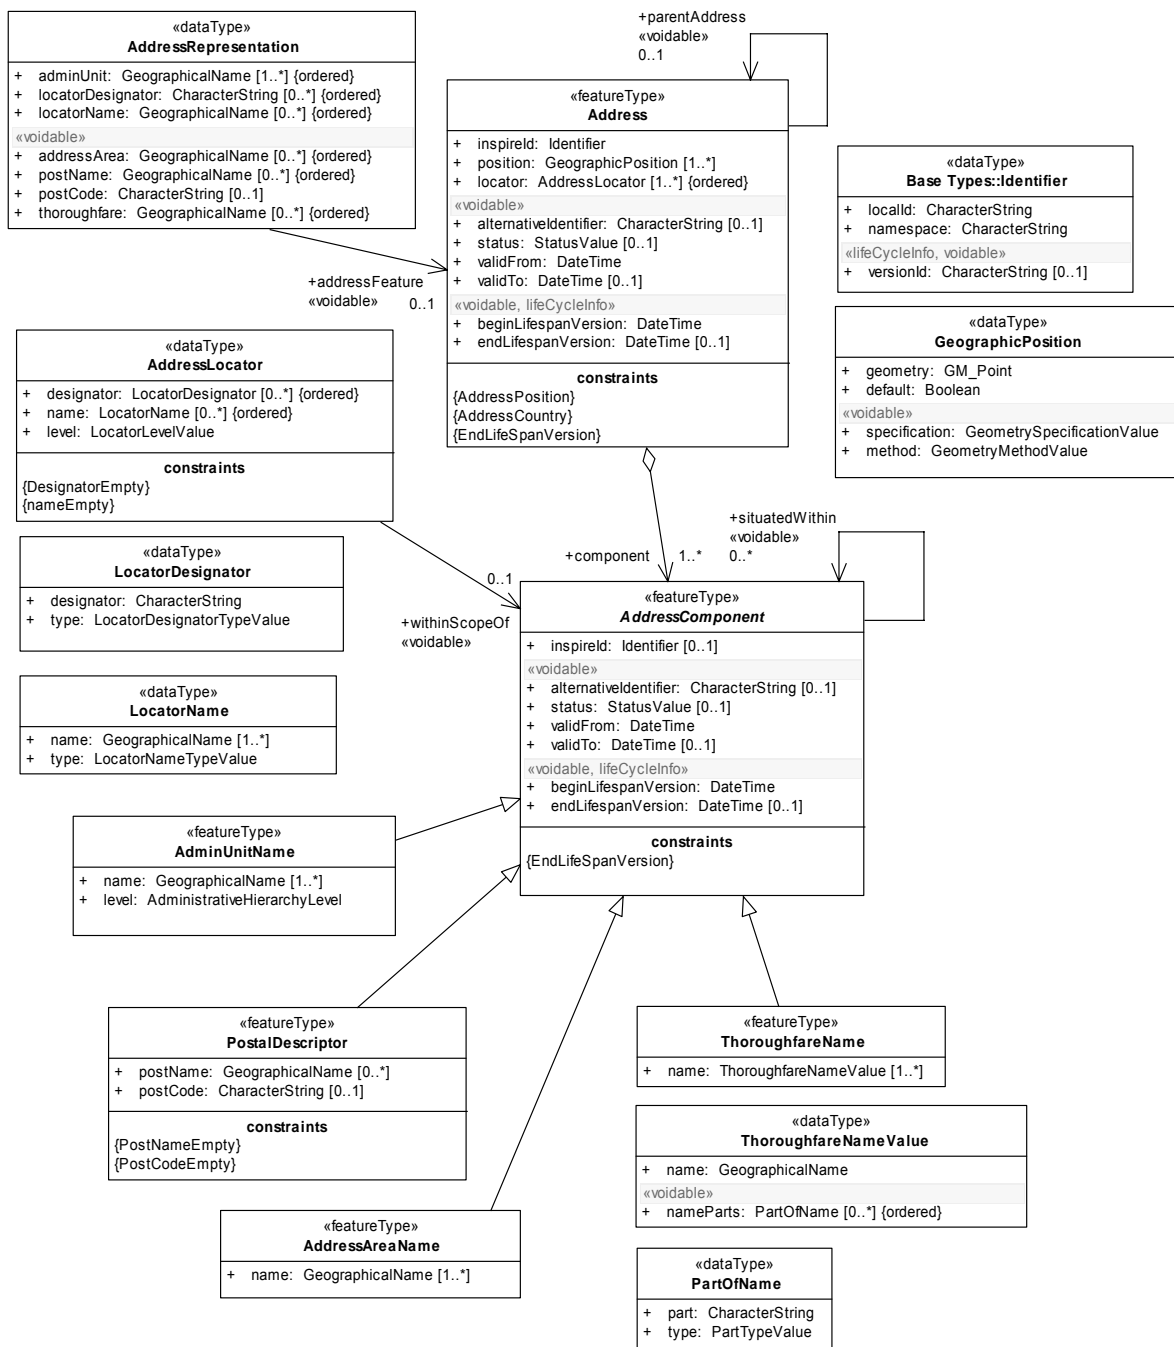 «dataType»
AddressRepresentation
+ adminUnit: GeographicalName [1..*] {ordered}
+ locatorDesignator: CharacterString [0..*] {ordered}
+ locatorName: GeographicalName [0..*] {ordered}
«voidable»
+ addressArea: GeographicalName [0..*] {ordered}
+ postName: GeographicalName [0..*] {ordered}
+ postCode: CharacterString [0..1]
+ thoroughfare: GeographicalName [0..*] {ordered}
+parentAddress
«voidable»
0..1
«featureType»
Address
+ inspireId: Identifier
+ position: GeographicPosition [1..*]
+ locator: AddressLocator [1..*] {ordered}
«voidable»
+ alternativeIdentifier: CharacterString [0..1]
+ status: StatusValue [0..1]
+ validFrom: DateTime
+ validTo: DateTime [0..1]
«voidable, lifeCycleInfo»
+ beginLifespanVersion: DateTime
+ endLifespanVersion: DateTime [0..1]
constraints
{AddressPosition}
{AddressCountry}
{EndLifeSpanVersion}
«dataType»
Base Types::Identifier
+ localId: CharacterString
+ namespace: CharacterString
«lifeCycleInfo, voidable»
+ versionId: CharacterString [0..1]
+addressFeature
«voidable» 0..1
«dataType»
GeographicPosition
+ geometry: GM_Point
+ default: Boolean
«voidable»
+ specification: GeometrySpecificationValue
+ method: GeometryMethodValue
«dataType»
AddressLocator
+ designator: LocatorDesignator [0..*] {ordered}
+ name: LocatorName [0..*] {ordered}
+ level: LocatorLevelValue
constraints
{DesignatorEmpty}
{nameEmpty}
+situatedWithin
«voidable»
0..*
+component 1..*
0..1
+withinScopeOf
«voidable»
«dataType»
LocatorDesignator
+ designator: CharacterString
+ type: LocatorDesignatorTypeValue
«featureType»
AddressComponent
+ inspireId: Identifier [0..1]
«voidable»
+ alternativeIdentifier: CharacterString [0..1]
+ status: StatusValue [0..1]
+ validFrom: DateTime
+ validTo: DateTime [0..1]
«voidable, lifeCycleInfo»
+ beginLifespanVersion: DateTime
+ endLifespanVersion: DateTime [0..1]
constraints
{EndLifeSpanVersion}
«dataType»
LocatorName
+ name: GeographicalName [1..*]
+ type: LocatorNameTypeValue
«featureType»
AdminUnitName
+ name: GeographicalName [1..*]
+ level: AdministrativeHierarchyLevel
«featureType»
PostalDescriptor
+ postName: GeographicalName [0..*]
+ postCode: CharacterString [0..1]
constraints
{PostNameEmpty}
{PostCodeEmpty}
«featureType»
ThoroughfareName
+ name: ThoroughfareNameValue [1..*]
«dataType»
ThoroughfareNameValue
+ name: GeographicalName
«voidable»
+ nameParts: PartOfName [0..*] {ordered}
«featureType»
AddressAreaName
+ name: GeographicalName [1..*]
«dataType»
PartOfName
+ part: CharacterString
+ type: PartTypeValue